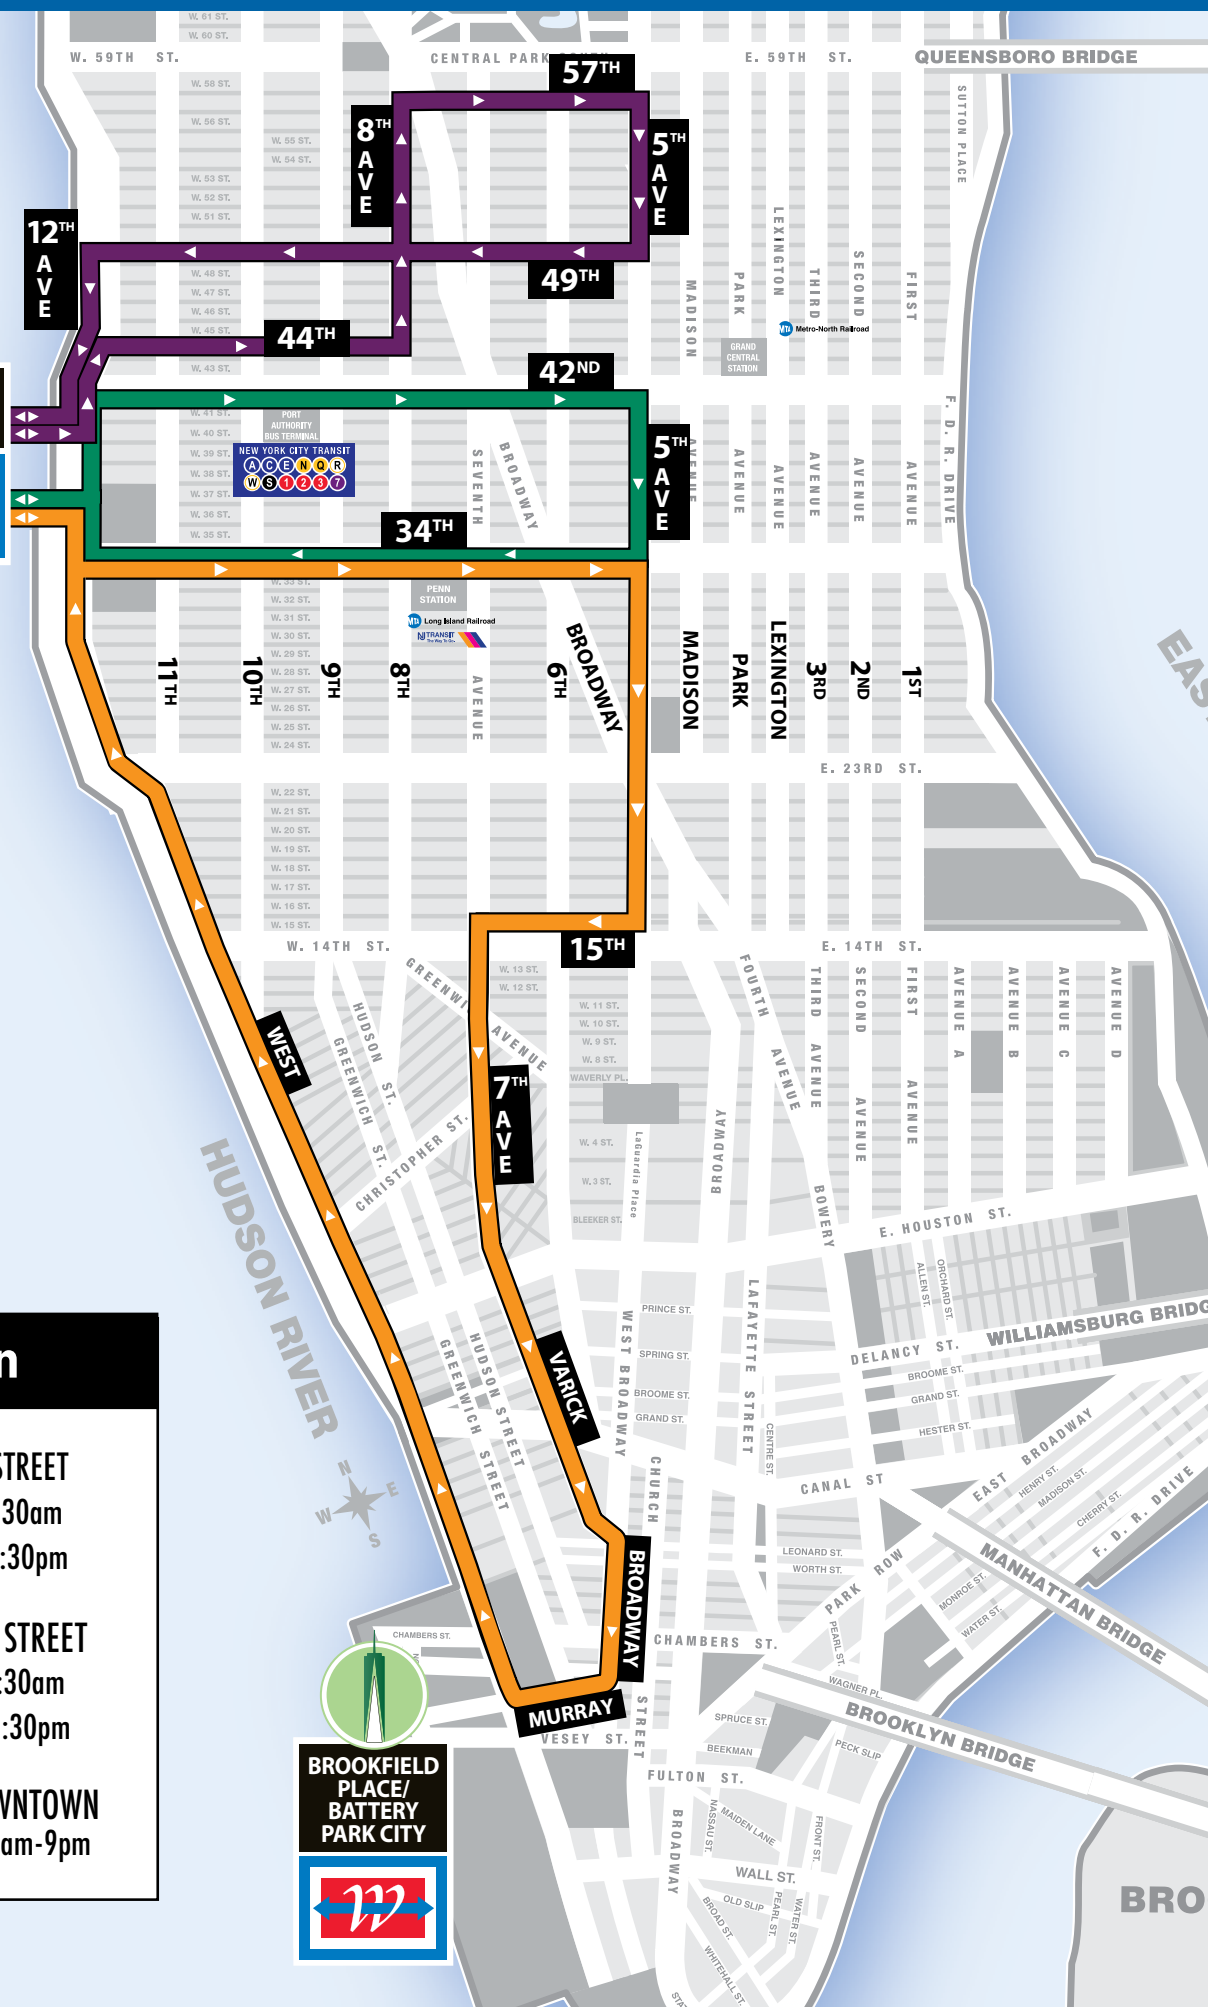 W. 61 ST.
W. 60 ST.
W. 59TH ST.
CENTRAL PARK
E. 59TH ST.
QUEENSBORO BRIDGE
57TH
W. 58 ST.
SUTTON PLACE
8TH AVE
5TH AVE
W. 56 ST.
W. 55 ST.
W. 54 ST.
W. 53 ST.
W. 52 ST.
W. 51 ST.
12TH AVE
49TH
LEXINGTON
MADISON
PARK
THIRD
SECOND
FIRST
W. 48 ST.
W. 47 ST.
W. 46 ST.
W. 45 ST.
44TH
MTA Metro-North Railroad
GRAND
CENTRAL
STATION
W. 43 ST.
42ND
W. 41 ST.
W. 40 ST.
W. 39 ST.
W. 38 ST.
W. 37 ST.
W. 36 ST.
W. 35 ST.
PORT
AUTHORITY
BUS TERMINAL
NEW YORK CITY TRANSIT
A C E N Q R
W S 1 2 3 7
SEVENTH
BROADWAY
5TH AVE
AVENUE
AVENUE
AVENUE
AVENUE
AVENUE
AVENUE
F. D. R. DRIVE
34TH
W. 33 ST.
W. 32 ST.
W. 31 ST.
W. 30 ST.
W. 29 ST.
W. 28 ST.
W. 27 ST.
W. 26 ST.
W. 25 ST.
W. 24 ST.
PENN
STATION
MTA Long Island Railroad
NJ TRANSIT
The Way To Go.
11TH
10TH
9TH
8TH
AVENUE
6TH
BROADWAY
MADISON
PARK
LEXINGTON
3RD
2ND
1ST
EAS
E. 23RD ST.
W. 22 ST.
W. 21 ST.
W. 20 ST.
W. 19 ST.
W. 18 ST.
W. 17 ST.
W. 16 ST.
W. 15 ST.
W. 14TH ST.
15TH
E. 14TH ST.
W. 13 ST.
W. 12 ST.
W. 11 ST.
W. 10 ST.
W. 9 ST.
W. 8 ST.
WAVERLY PL.
W. 4 ST.
W. 3 ST.
BLEEKER ST.
GREENWI
AVENUE
HUDSON ST.
GREENWICH ST.
CHRISTOPHER ST.
WEST
7TH AVE
LaGuardia Place
BROADWAY
FOURTH AVENUE
THIRD AVENUE
SECOND AVENUE
FIRST AVENUE
AVENUE A
AVENUE B
AVENUE C
AVENUE D
BOWERY
HUDSON RIVER
E. HOUSTON ST.
ALLEN ST.
ORCHARD ST.
WILLIAMSBURG BRIDG
DELANCY ST.
PRINCE ST.
SPRING ST.
BROOME ST.
GRAND ST.
WEST BROADWAY
LAFAYETTE STREET
CENTRE ST.
BROOME ST.
GRAND ST.
HESTER ST.
HUDSON STREET
GREENWICH STREET
VARICK
CHURCH
STREET
CANAL ST
EAST BROADWAY
HENRY ST.
MADISON ST.
CHERRY ST.
F. D. R. DRIVE
N
E
S
W
n
STREET
30am
:30pm
STREET
:30am
:30pm
WNTOWN
am-9pm
BROADWAY
LEONARD ST.
WORTH ST.
PARK ROW
MONROE ST.
WATER ST.
MANHATTAN BRIDGE
CHAMBERS ST.
CHAMBERS ST.
PEARL ST.
WAGNER PL.
MURRAY
VESEY ST.
SPRUCE ST.
BEEKMAN
BROOKLYN BRIDGE
PECK SLIP
FULTON ST.
BROOKFIELD
PLACE/
BATTERY
PARK CITY
W
BROADWAY
NASSAU ST.
MAIDEN LANE
FRONT ST.
WALL ST.
OLD SLIP
PEARL ST.
WATER ST.
BROAD ST.
WHITEHALL ST.
STA
BRO